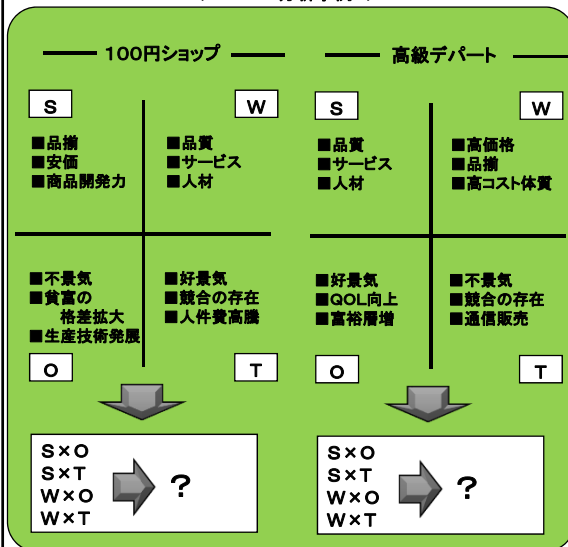 100円ショップ
S
W
■品揃
■安価
■商品開発力
■品質
■サービス
■人材
■不景気
■貧富の
格差拡大
■生産技術発展
■好景気
■競合の存在
■人件費高騰
O
T
S×O
S×T
W×O
W×T
?
高級デパート
S
W
■品質
■サービス
■人材
■高価格
■品揃
■高コスト体質
■好景気
■QOL向上
■富裕層増
■不景気
■競合の存在
■通信販売
O
T
S×O
S×T
W×O
W×T
?